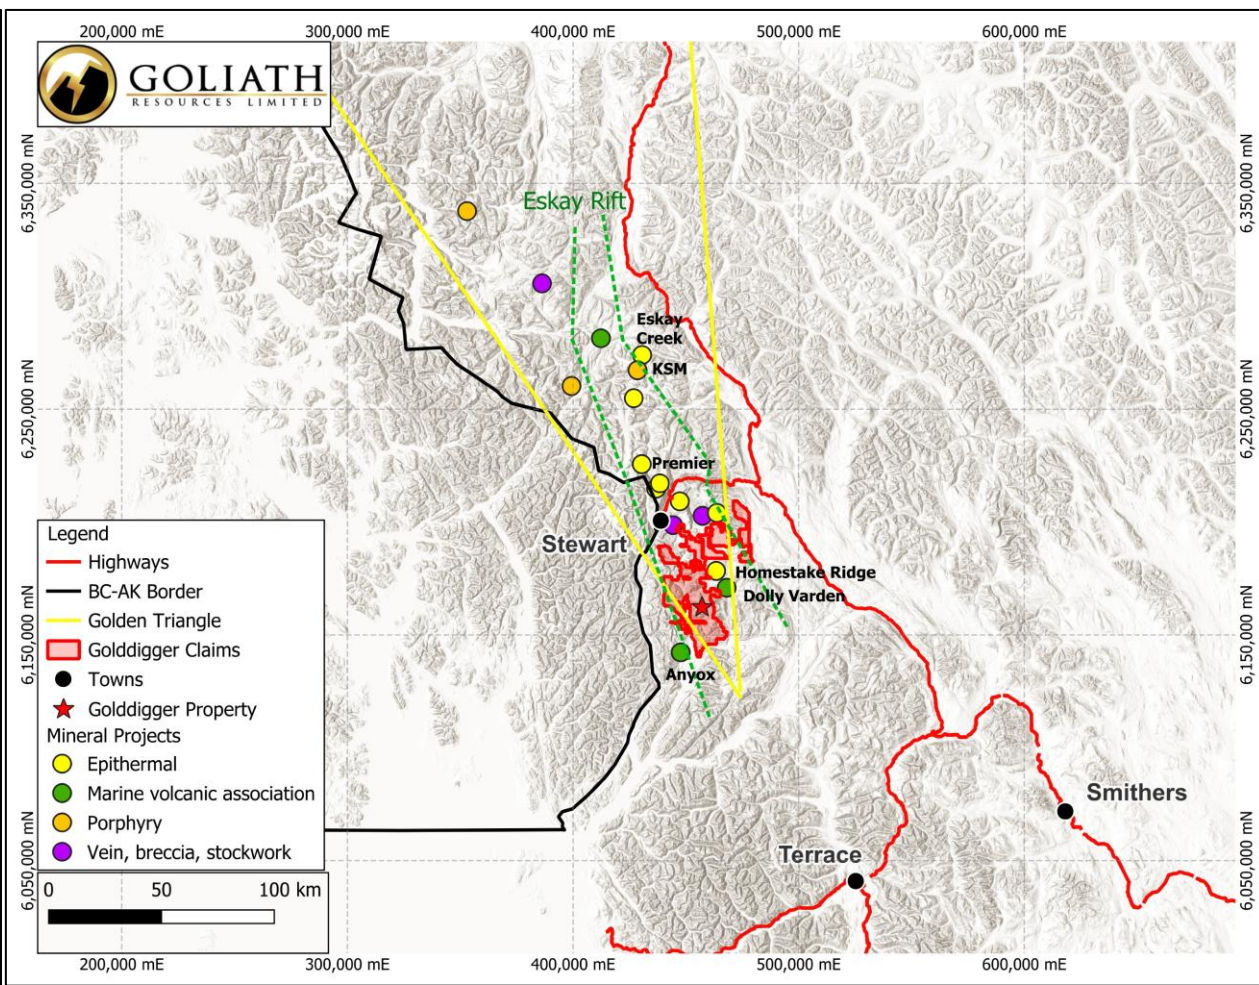 200,000 mE
300,000 mE
400,000 mE
500,000 mE
600,000 mE
GOLIATH
RESOURCES LIMITED
6,350,000 mN
6,350,000 mN
Eskay Rift
Eskay
Creek
KSM
6,250,000 mN
6,250,000 mN
Premier
Stewart
Homestake Ridge
Dolly Varden
6,150,000 mN
6,150,000 mN
Anyox
Legend
Highways
BC-AK Border
Golden Triangle
Golddigger Claims
Towns
Golddigger Property
Mineral Projects
Epithermal
Marine volcanic association
Porphyry
Vein, breccia, stockwork
Smithers
Terrace
6,050,000 mN
6,050,000 mN
0 50 100 km
200,000 mE
300,000 mE
400,000 mE
500,000 mE
600,000 mE